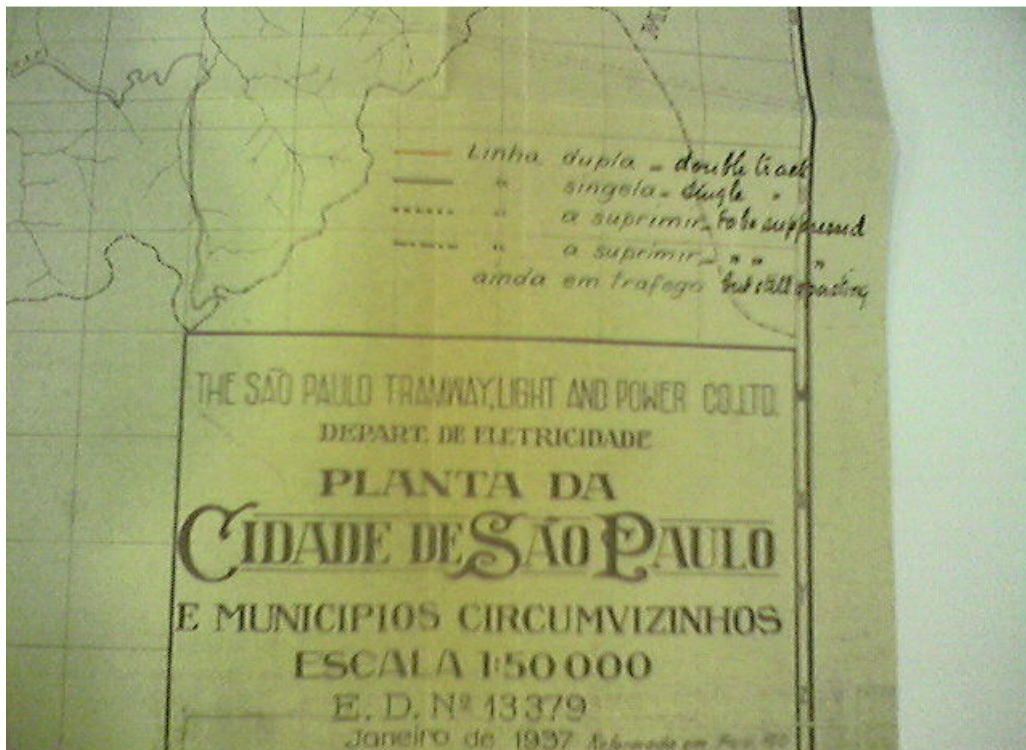 Linha dupla - double track
" singela - single "
" a suprimir - to be suppressed
" a suprimir - " " "
ainda em trafego but still operating
THE SÃO PAULO TRAMWAY, LIGHT AND POWER CO. LTD.
DEPART. DE ELETRICIDADE
PLANTA DA
CIDADE DE SÃO PAULO
E MUNICIPIOS CIRCUMVIZINHOS
ESCALA 1:50000
E. D. Nº 13379
Janeiro de 1937